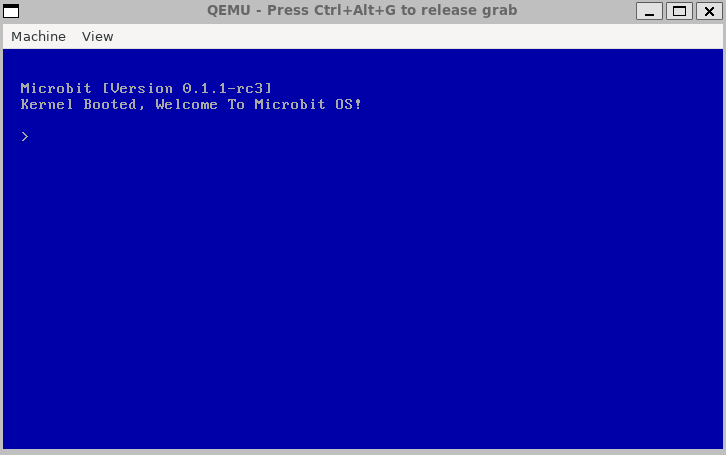 QEMU - Press Ctrl+Alt+G to release grab
Machine View
Microbit [Version 0.1.1-rc3]
Kernel Booted, Welcome To Microbit OS!
>